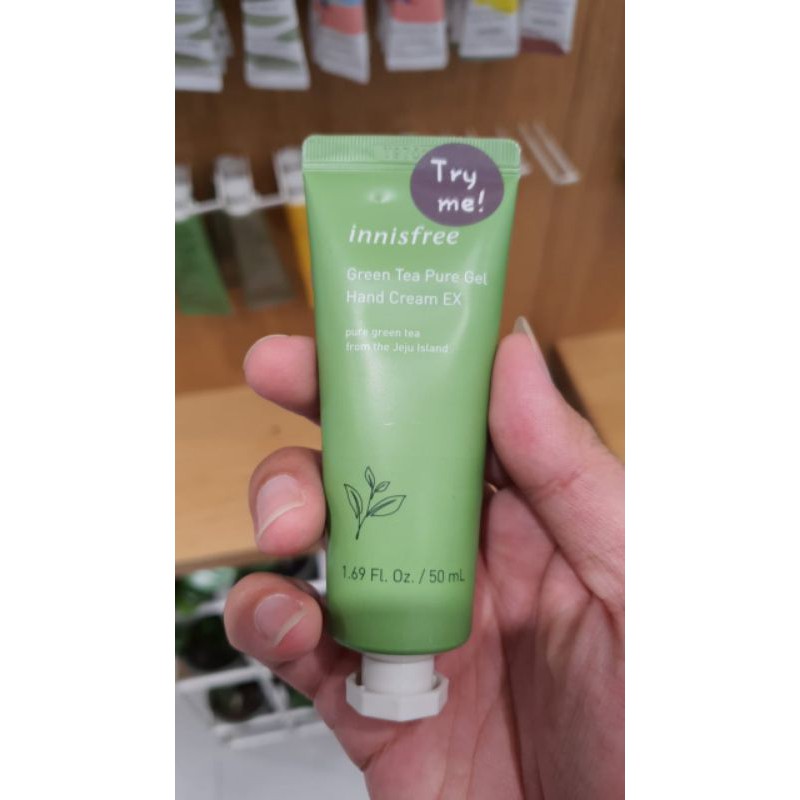 Try
me!
innisfree
Green Tea Pure Gel
Hand Cream EX
pure green tea
from the Jeju Island
1.69 Fl. Oz. / 50 mL